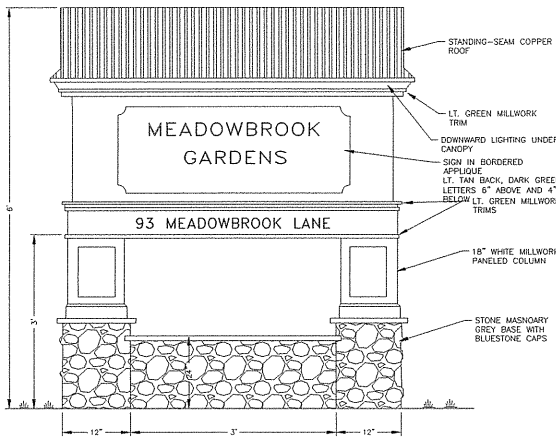 STANDING-SEAM COPPER
ROOF
LT. GREEN MILLWORK
TRIM
DOWNWARD LIGHTING UNDER
CANOPY
MEADOWBROOK
GARDENS
SIGN IN BORDERED
APPLIQUE
LT. TAN BACK, DARK GREE
LETTERS 6" ABOVE AND 4"
BELOW
LT. GREEN MILLWORK
TRIMS
93 MEADOWBROOK LANE
18" WHITE MILLWORK
PANELED COLUMN
STONE MASNOARY
GREY BASE WITH
BLUESTONE CAPS
6'
3'
24"
12"
3'
12"